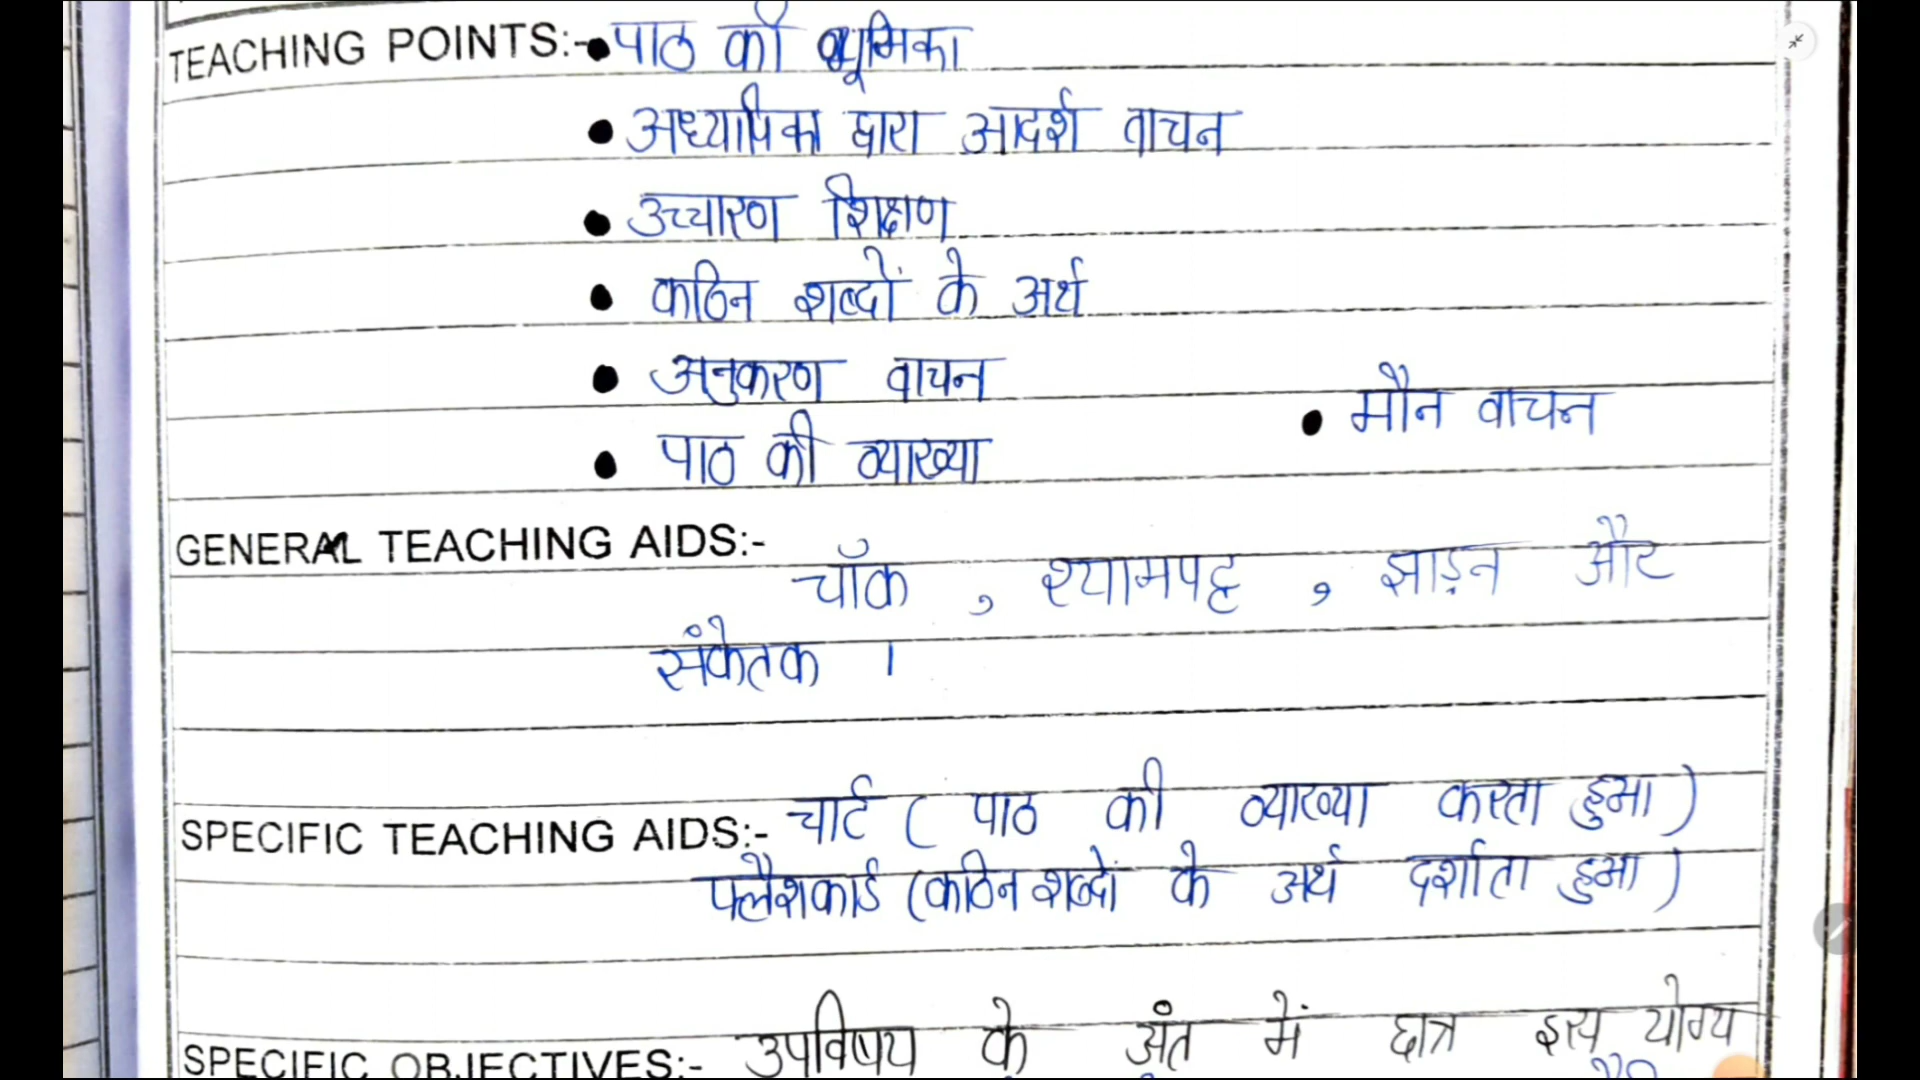 TEACHING POINTS:- • पाठ की भूमिका
• अध्यापिका द्वारा आदर्श वाचन
• उच्चारण शिक्षण
• कठिन शब्दों के अर्थ
• अनुकरण वाचन
• मौन वाचन
• पाठ की व्याख्या
GENERAL TEACHING AIDS:-
चॉक , श्यामपट्ट , झाड़न और
संकेतक ।
SPECIFIC TEACHING AIDS:- चार्ट ( पाठ की व्याख्या करता हुआ )
फ्लैशकार्ड (कठिन शब्दों के अर्थ दर्शाता हुआ )
SPECIFIC OBJECTIVES:- उपविषय के अंत में छात्र इस योग्य